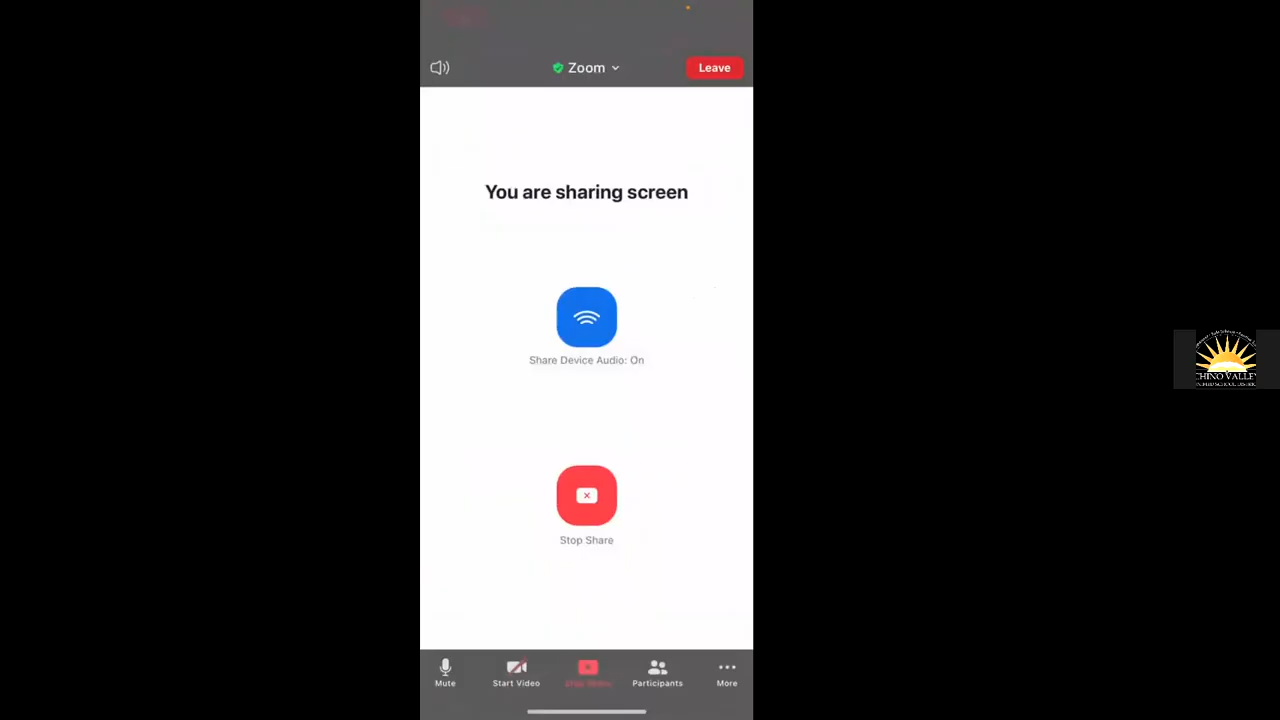 Zoom
Leave
You are sharing screen
Share Device Audio: On
CHINO VALLEY
Stop Share
Mute
Start Video
Participants
More